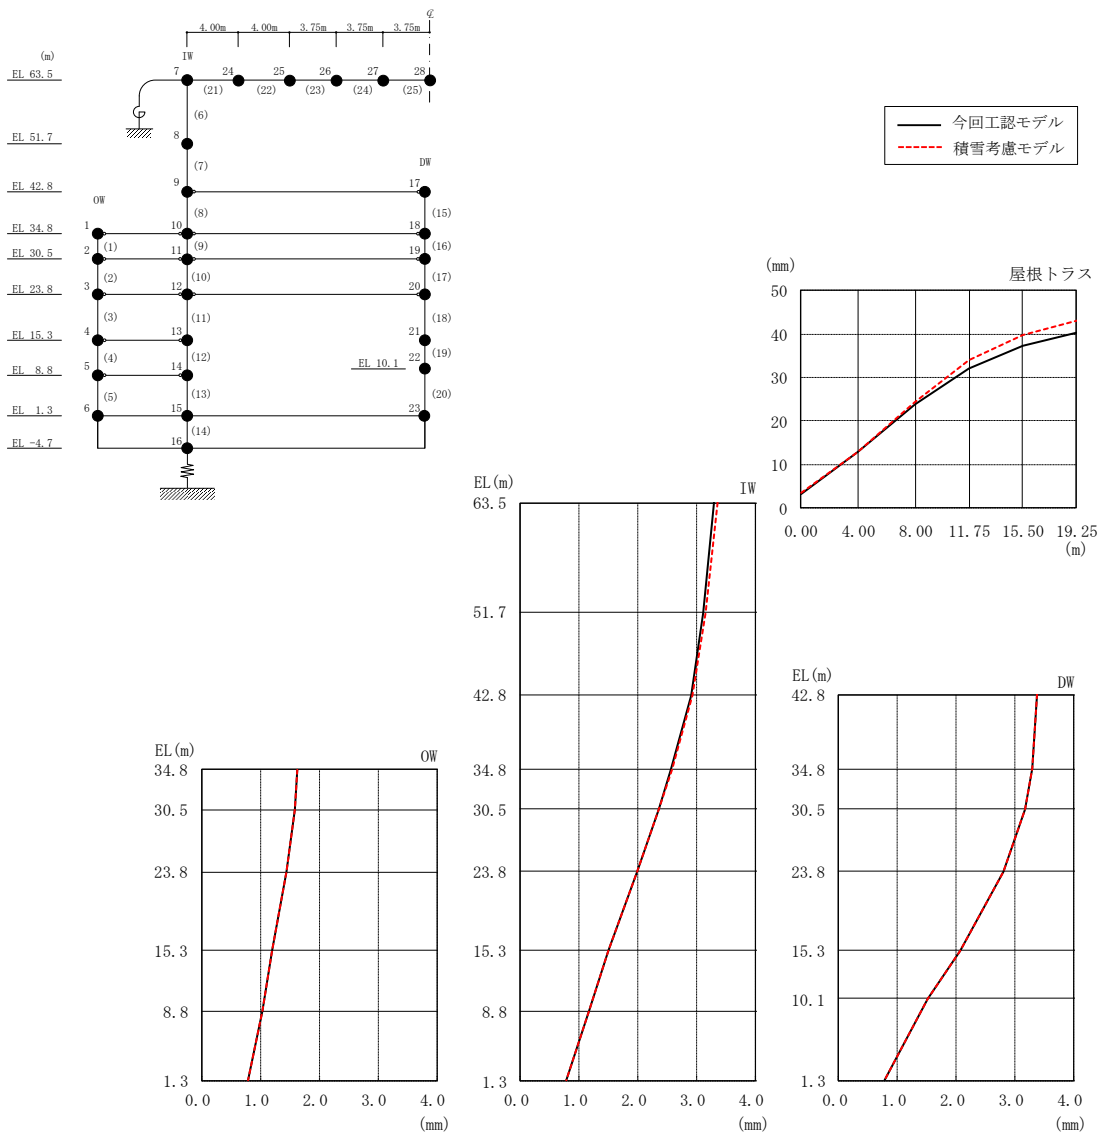 ℄
4.00m 4.00m 3.75m 3.75m 3.75m
(m) IW
EL 63.5 7 24 25 26 27 28
(21) (22) (23) (24) (25)
(6)
EL 51.7 8
(7) DW
EL 42.8 9 17
OW (8) (15)
EL 34.8 1 10 18
(1) (9) (16)
EL 30.5 2 11 19
(2) (10) (17)
EL 23.8 3 12 20
(3) (11) (18)
EL 15.3 4 13 21
(4) (12) (19)
EL 10.1 22
EL 8.8 5 14
(5) (13) (20)
EL 1.3 6 15 23
(14)
EL -4.7 16
今回工認モデル
積雪考慮モデル
(mm) 屋根トラス
50
40
30
20
10
0
0.00 4.00 8.00 11.75 15.50 19.25
(m)
EL(m) IW
63.5
51.7
42.8
34.8
30.5
23.8
15.3
8.8
1.3
0.0 1.0 2.0 3.0 4.0
(mm)
EL(m) OW
34.8
30.5
23.8
15.3
8.8
1.3
0.0 1.0 2.0 3.0 4.0
(mm)
EL(m) DW
42.8
34.8
30.5
23.8
15.3
10.1
1.3
0.0 1.0 2.0 3.0 4.0
(mm)